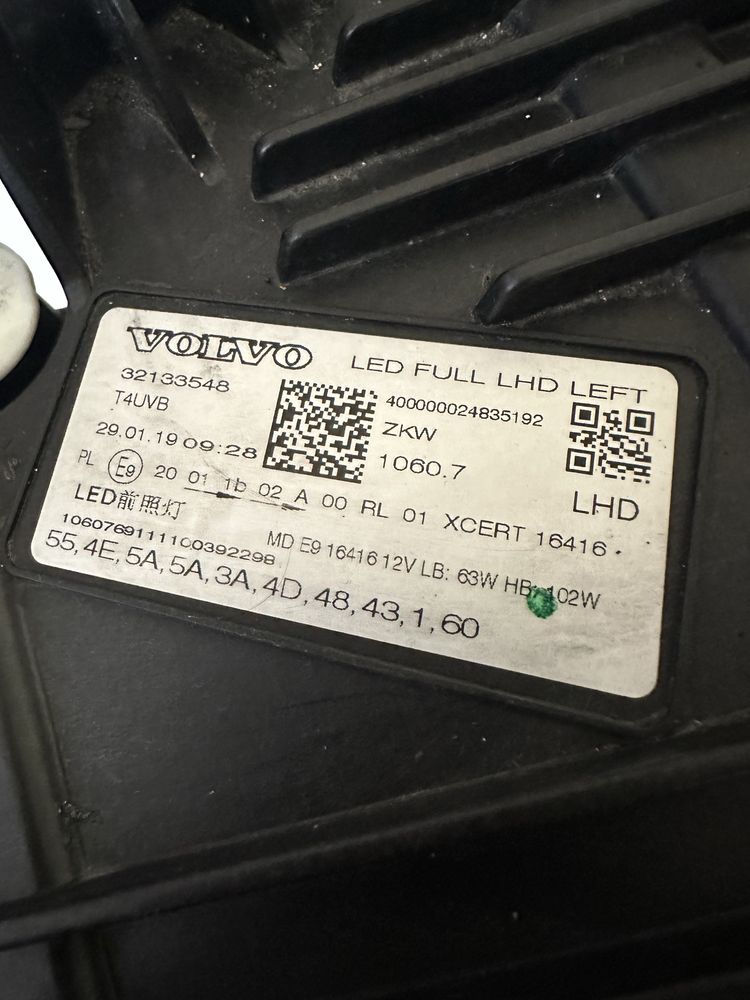 VOLVO LED FULL LHD LEFT
32133548 400000024835192
T4UVB ZKW
29.01.19 09:28 1060.7
LHD
PL E9 20 01 1b 02 A 00 RL 01 XCERT 16416
LED前照灯 MD E9 16416 12V LB: 63W HB: 102W
1060769111100392298
55,4E,5A,5A,3A,4D,48,43,1,60